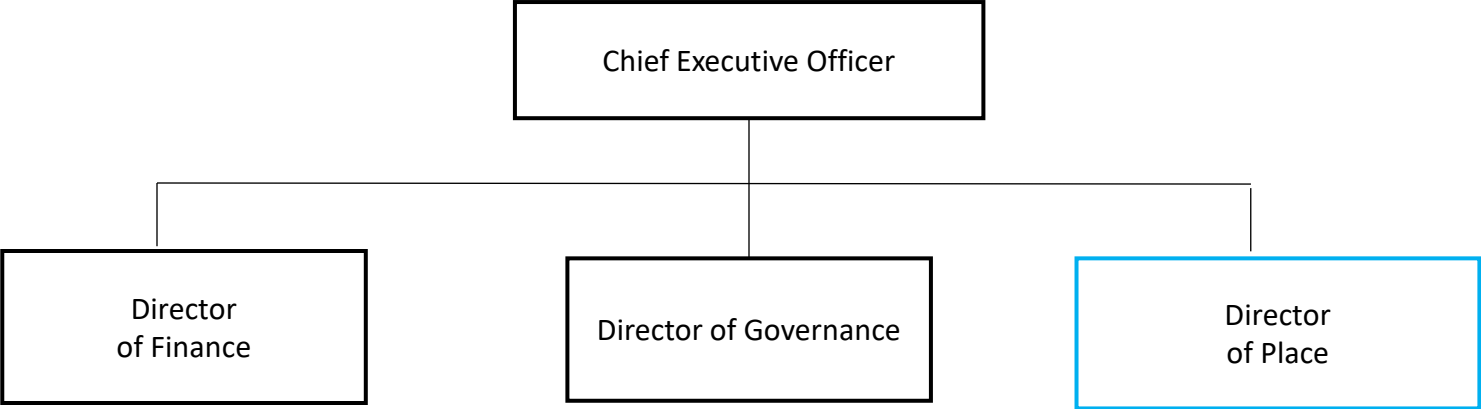 Chief Executive Officer
Director
of Finance
Director of Governance
Director
of Place